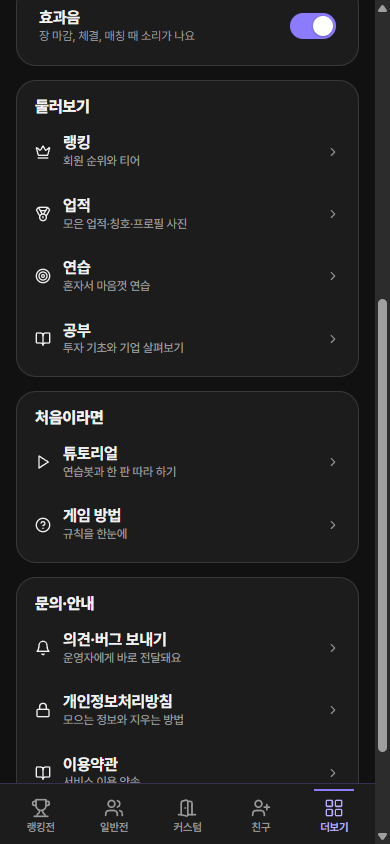 효과음
장 마감, 체결, 매칭 때 소리가 나요
둘러보기
랭킹
회원 순위와 티어
업적
모은 업적·칭호·프로필 사진
연습
혼자서 마음껏 연습
공부
투자 기초와 기업 살펴보기
처음이라면
튜토리얼
연습봇과 한 판 따라 하기
게임 방법
규칙을 한눈에
문의·안내
의견·버그 보내기
운영자에게 바로 전달돼요
개인정보처리방침
모으는 정보와 지우는 방법
이용약관
서비스 이용 약속
랭킹전
일반전
커스텀
친구
더보기